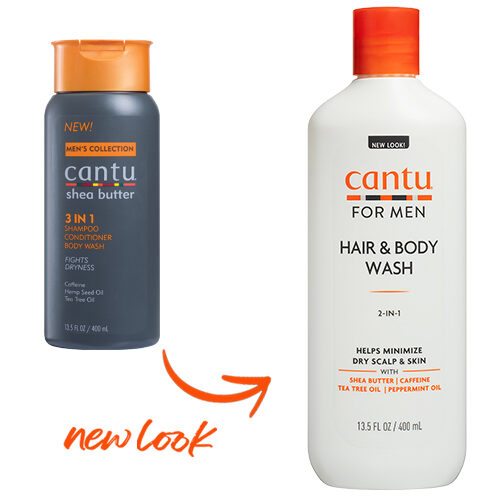 NEW!
MEN'S COLLECTION
cantu
shea butter
3 IN 1
SHAMPOO
CONDITIONER
BODY WASH
FIGHTS
DRYNESS
Caffeine
Hemp Seed Oil
Tea Tree Oil
13.5 FL OZ / 400 mL
new look
NEW LOOK!
cantu
FOR MEN
HAIR & BODY
WASH
2-IN-1
HELPS MINIMIZE
DRY SCALP & SKIN
WITH
SHEA BUTTER | CAFFEINE
TEA TREE OIL | PEPPERMINT OIL
13.5 FL OZ / 400 mL